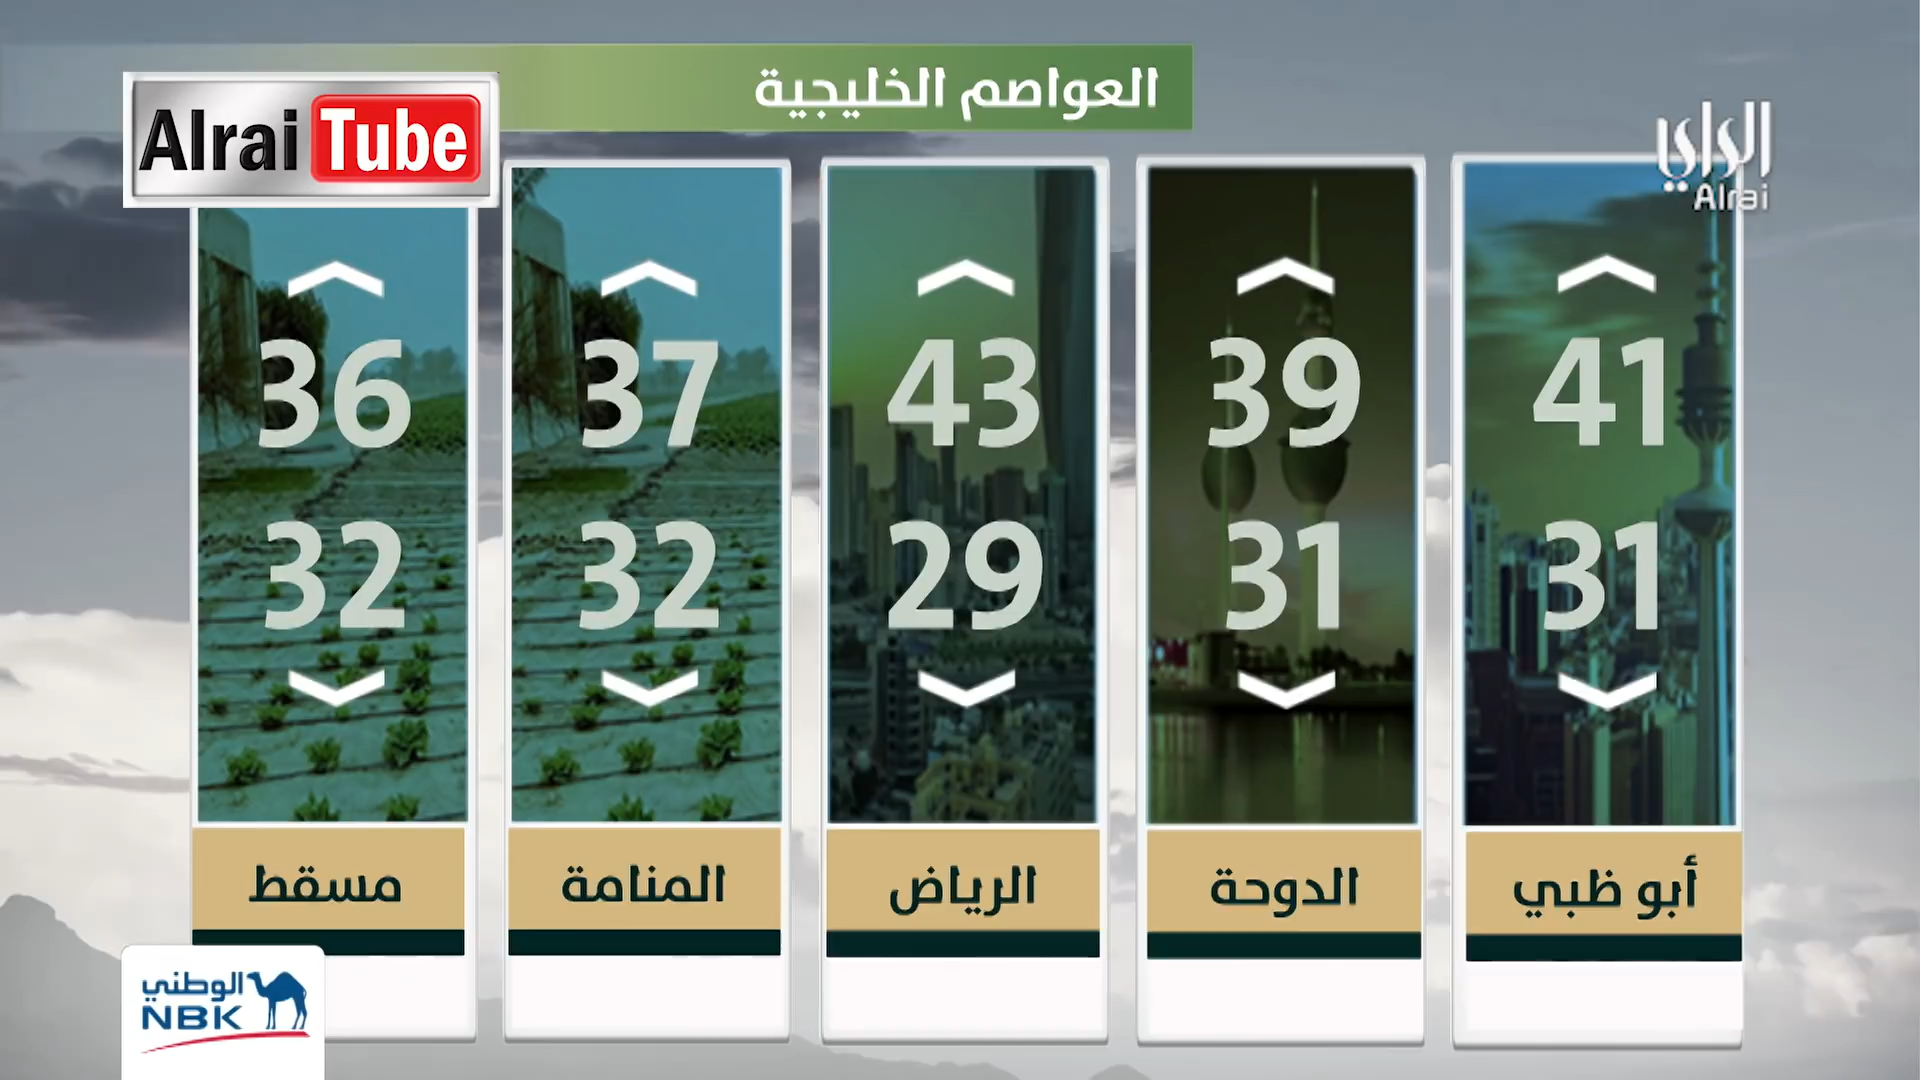 العواصم الخليجية
Alrai Tube
الراي
Alrai
41
39
43
37
36
31
31
29
32
32
أبو ظبي
الدوحة
الرياض
المنامة
مسقط
الوطني
NBK